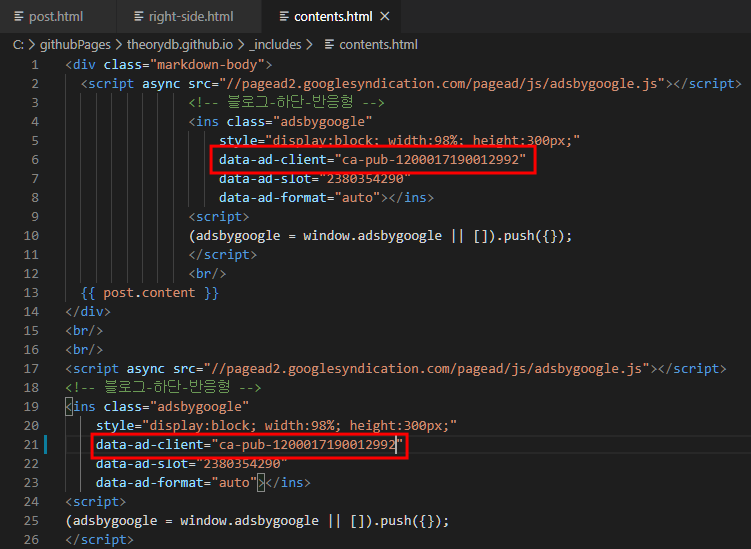 post.html right-side.html contents.html
C: > githubPages > theorydb.github.io > _includes > contents.html
1 <div class="markdown-body">
2 <script async src="//pagead2.googlesyndication.com/pagead/js/adsbygoogle.js"></script>
3 <!-- 블로그-하단-반응형 -->
4 <ins class="adsbygoogle"
5 style="display:block; width:98%; height:300px;"
6 data-ad-client="ca-pub-1200017190012992"
7 data-ad-slot="2380354290"
8 data-ad-format="auto"></ins>
9 <script>
10 (adsbygoogle = window.adsbygoogle || []).push({});
11 </script>
12 <br/>
13 {{ post.content }}
14 </div>
15 <br/>
16 <br/>
17 <script async src="//pagead2.googlesyndication.com/pagead/js/adsbygoogle.js"></script>
18 <!-- 블로그-하단-반응형 -->
19 <ins class="adsbygoogle"
20 style="display:block; width:98%; height:300px;"
21 data-ad-client="ca-pub-1200017190012992"
22 data-ad-slot="2380354290"
23 data-ad-format="auto"></ins>
24 <script>
25 (adsbygoogle = window.adsbygoogle || []).push({});
26 </script>